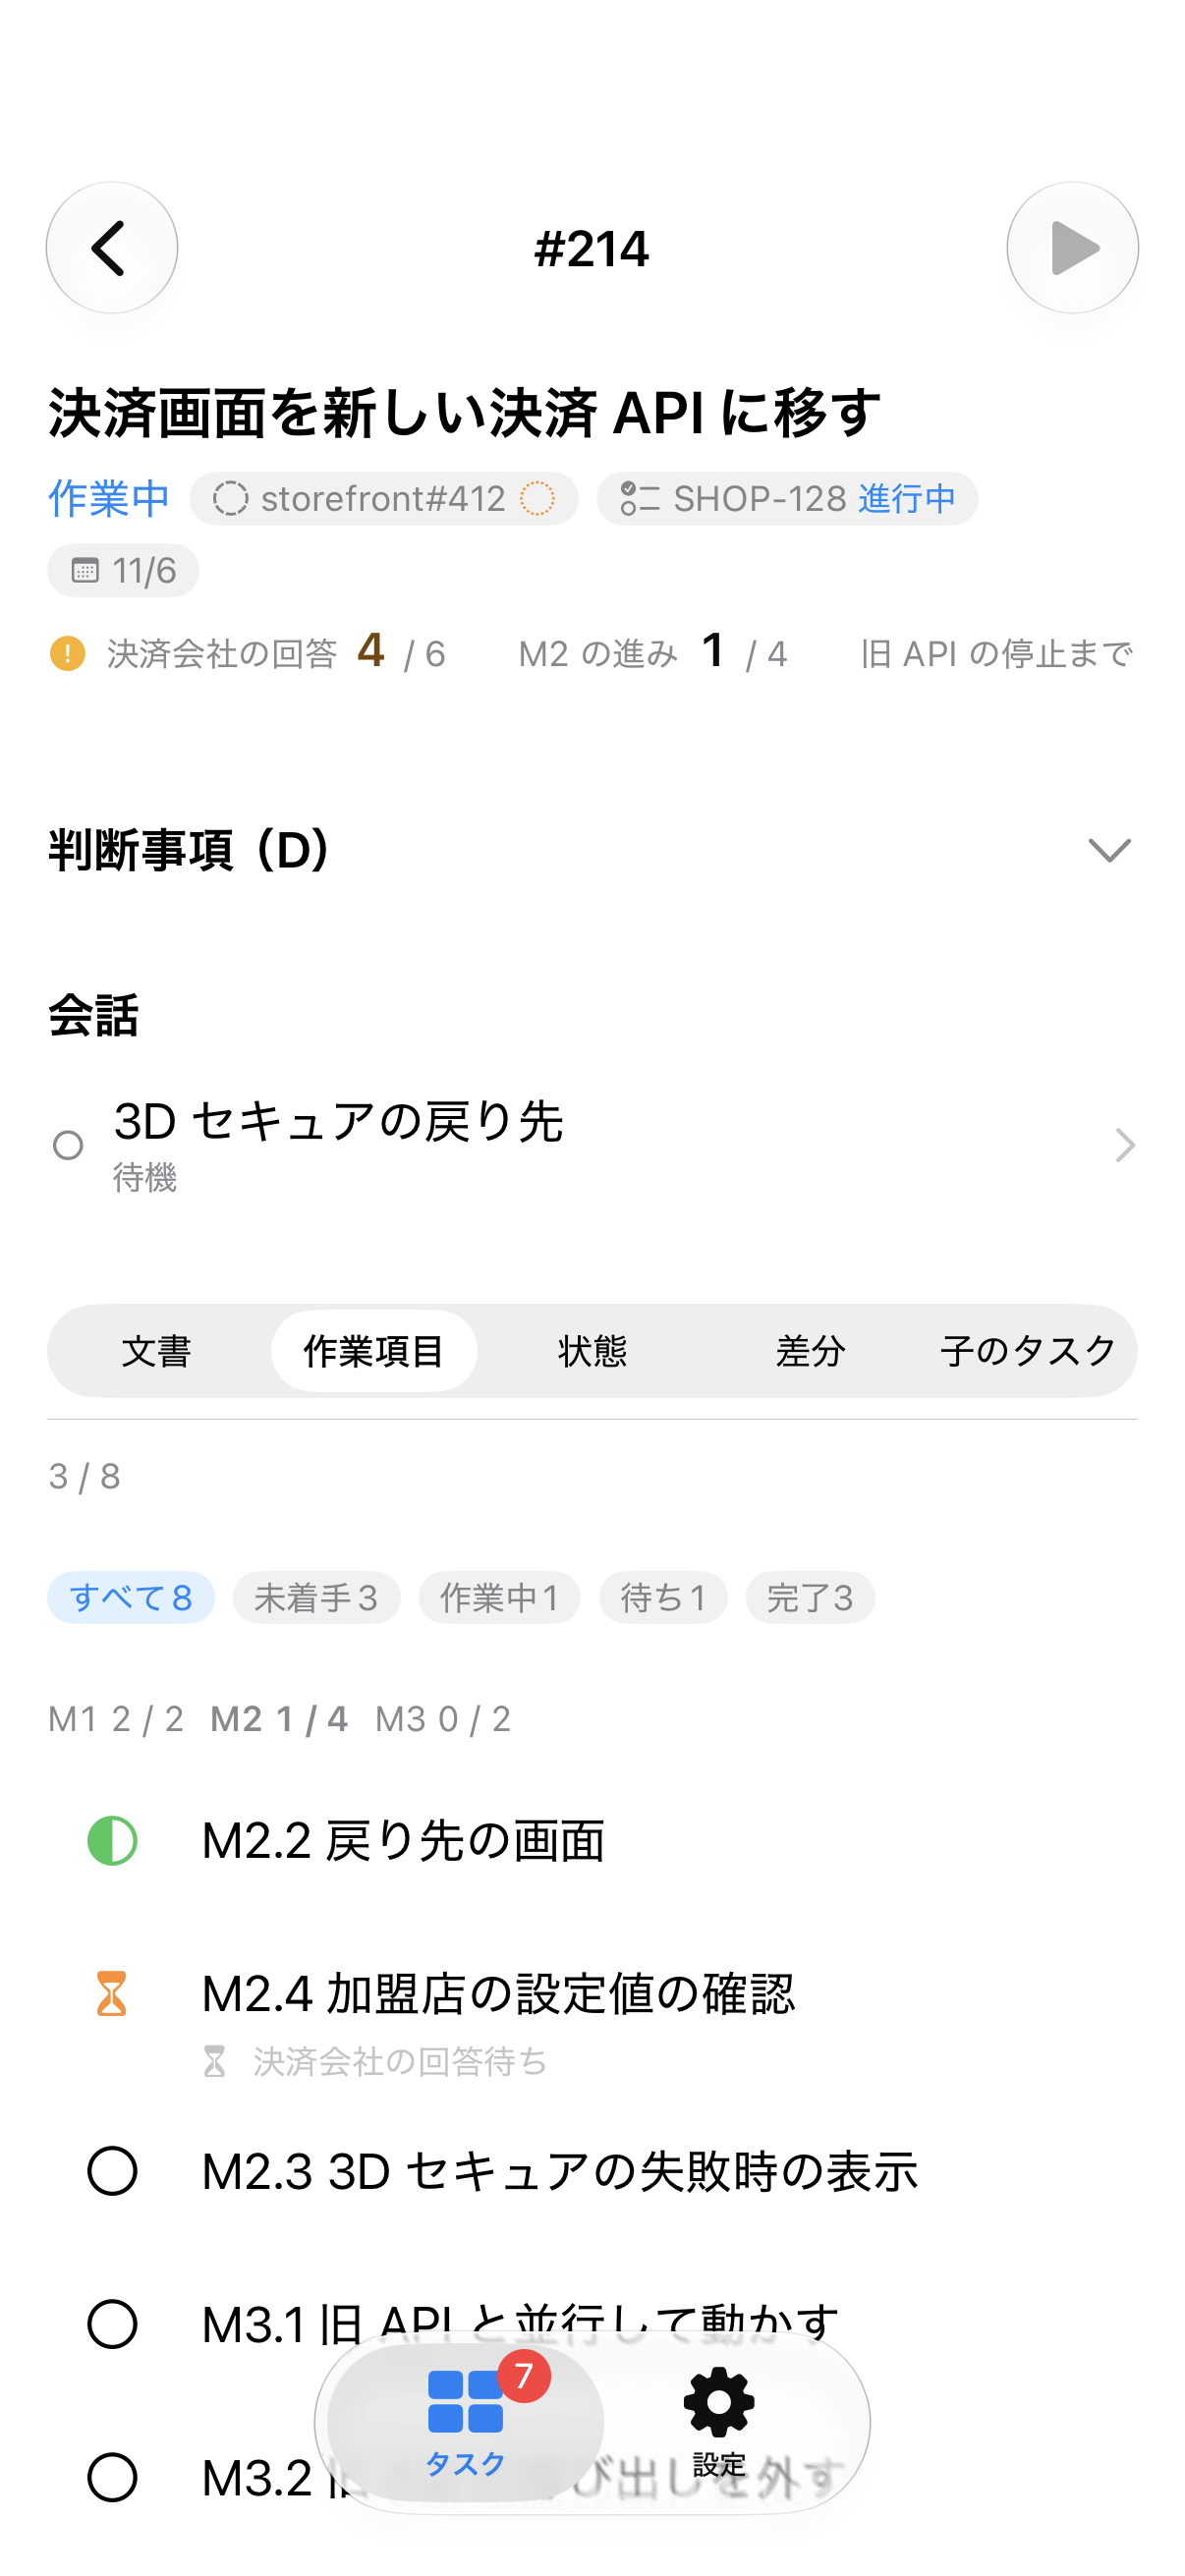 #214
決済画面を新しい決済 API に移す
作業中 storefront#412 SHOP-128 進行中
11/6
決済会社の回答 4 / 6 M2 の進み 1 / 4 旧 API の停止まで
判断事項（D）
会話
3D セキュアの戻り先
待機
文書 作業項目 状態 差分 子のタスク
3 / 8
すべて 8 未着手 3 作業中 1 待ち 1 完了 3
M1 2 / 2 M2 1 / 4 M3 0 / 2
M2.2 戻り先の画面
M2.4 加盟店の設定値の確認
決済会社の回答待ち
M2.3 3D セキュアの失敗時の表示
M3.1 旧 API と並行して動かす
M3.2 び出しを外す
7
タスク 設定